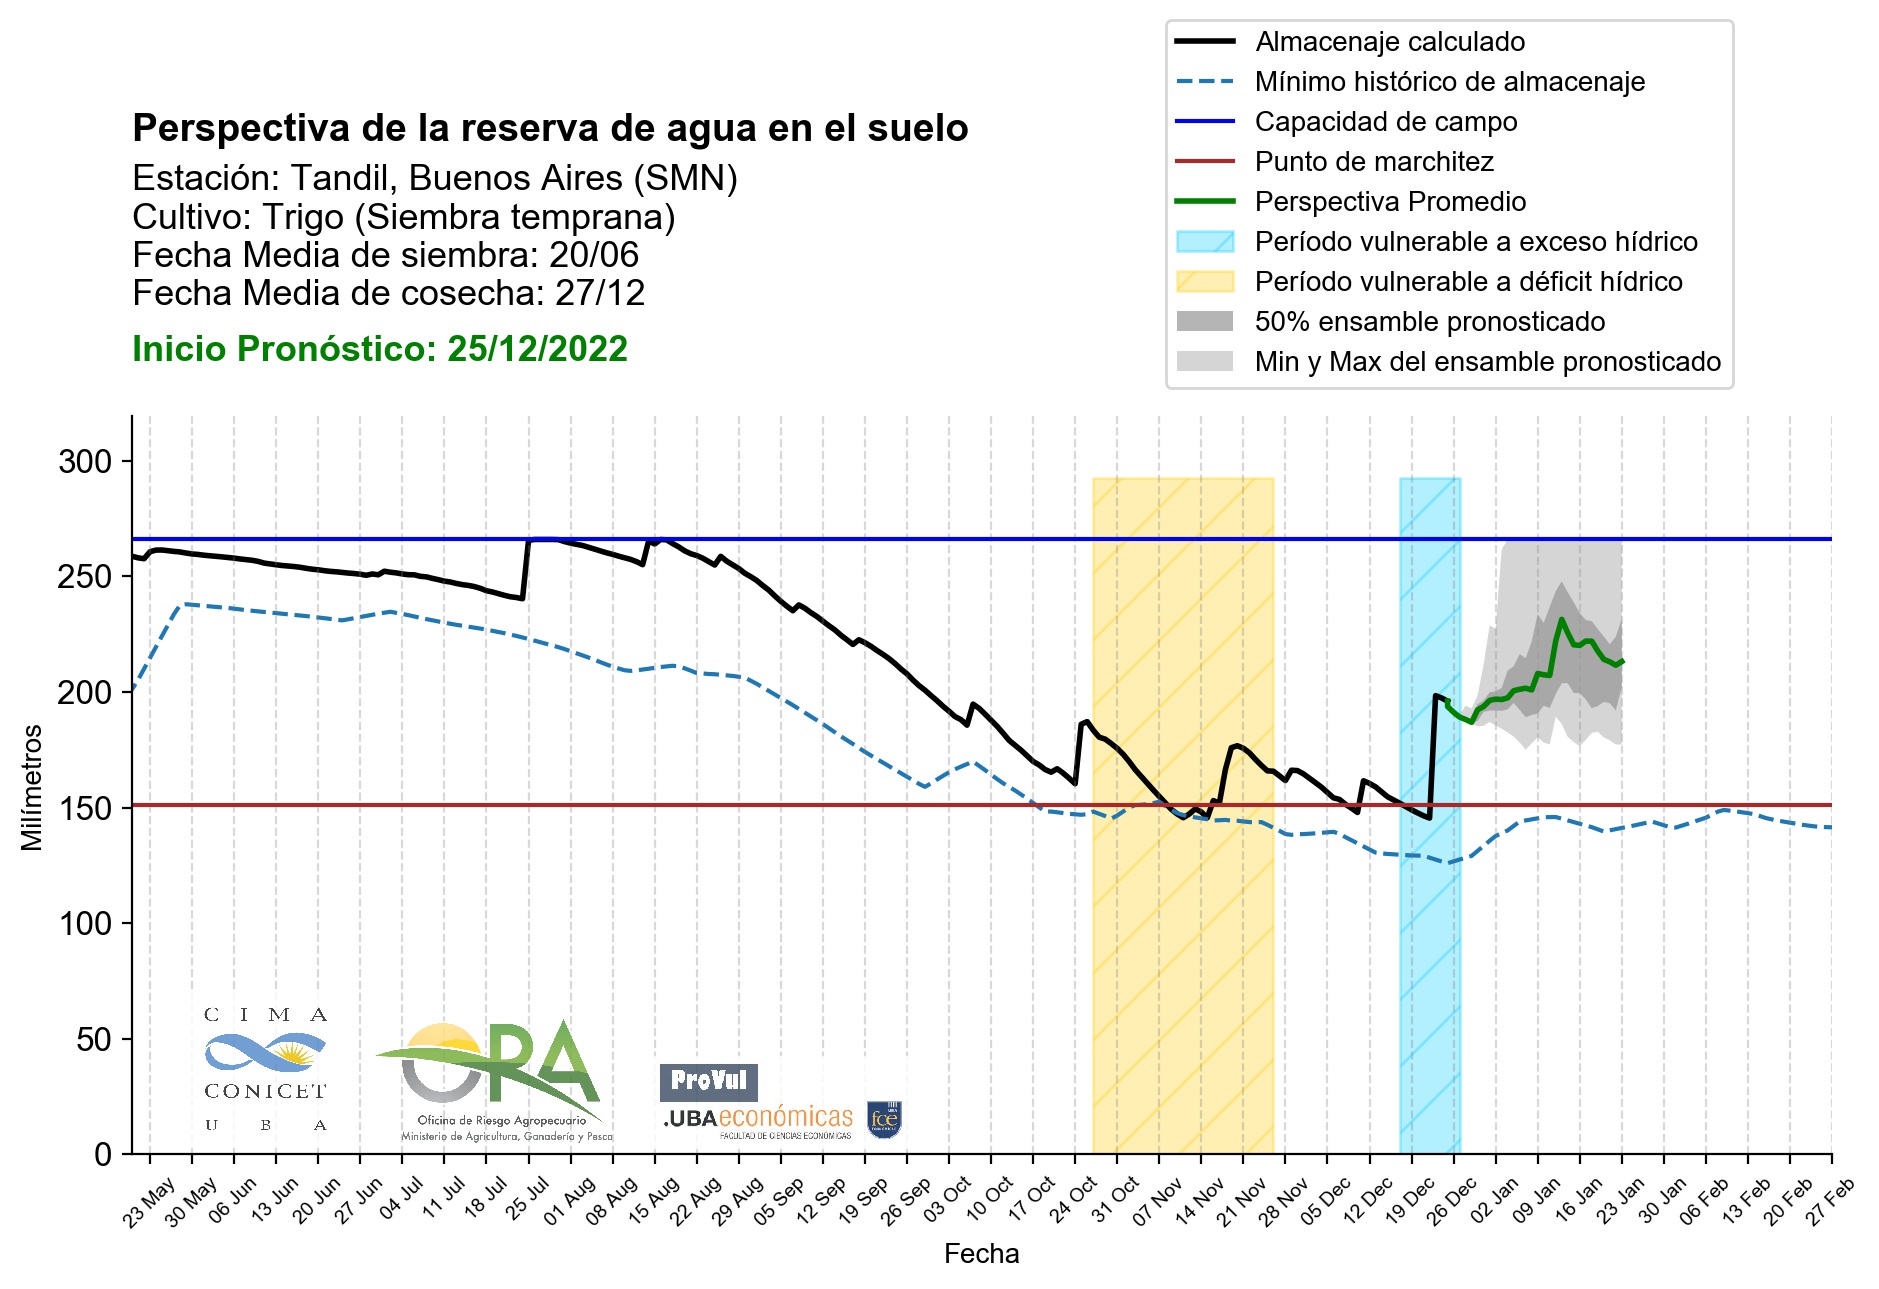 Almacenaje calculado
Mínimo histórico de almacenaje
Capacidad de campo
Punto de marchitez
Perspectiva Promedio
Período vulnerable a exceso hídrico
Período vulnerable a déficit hídrico
50% ensamble pronosticado
Min y Max del ensamble pronosticado
Perspectiva de la reserva de agua en el suelo
Estación: Tandil, Buenos Aires (SMN)
Cultivo: Trigo (Siembra temprana)
Fecha Media de siembra: 20/06
Fecha Media de cosecha: 27/12
Inicio Pronóstico: 25/12/2022
Milímetros
300
250
200
150
100
50
0
CIMA
CONICET
UBA
ORA
Oficina de Riesgo Agropecuario
Ministerio de Agricultura, Ganadería y Pesca
ProVul
.UBAeconómicas
FACULTAD DE CIENCIAS ECONÓMICAS
fce
23 May
30 May
06 Jun
13 Jun
20 Jun
27 Jun
04 Jul
11 Jul
18 Jul
25 Jul
01 Aug
08 Aug
15 Aug
22 Aug
29 Aug
05 Sep
12 Sep
19 Sep
26 Sep
03 Oct
10 Oct
17 Oct
24 Oct
31 Oct
07 Nov
14 Nov
21 Nov
28 Nov
05 Dec
12 Dec
19 Dec
26 Dec
02 Jan
09 Jan
16 Jan
23 Jan
30 Jan
06 Feb
13 Feb
20 Feb
27 Feb
Fecha